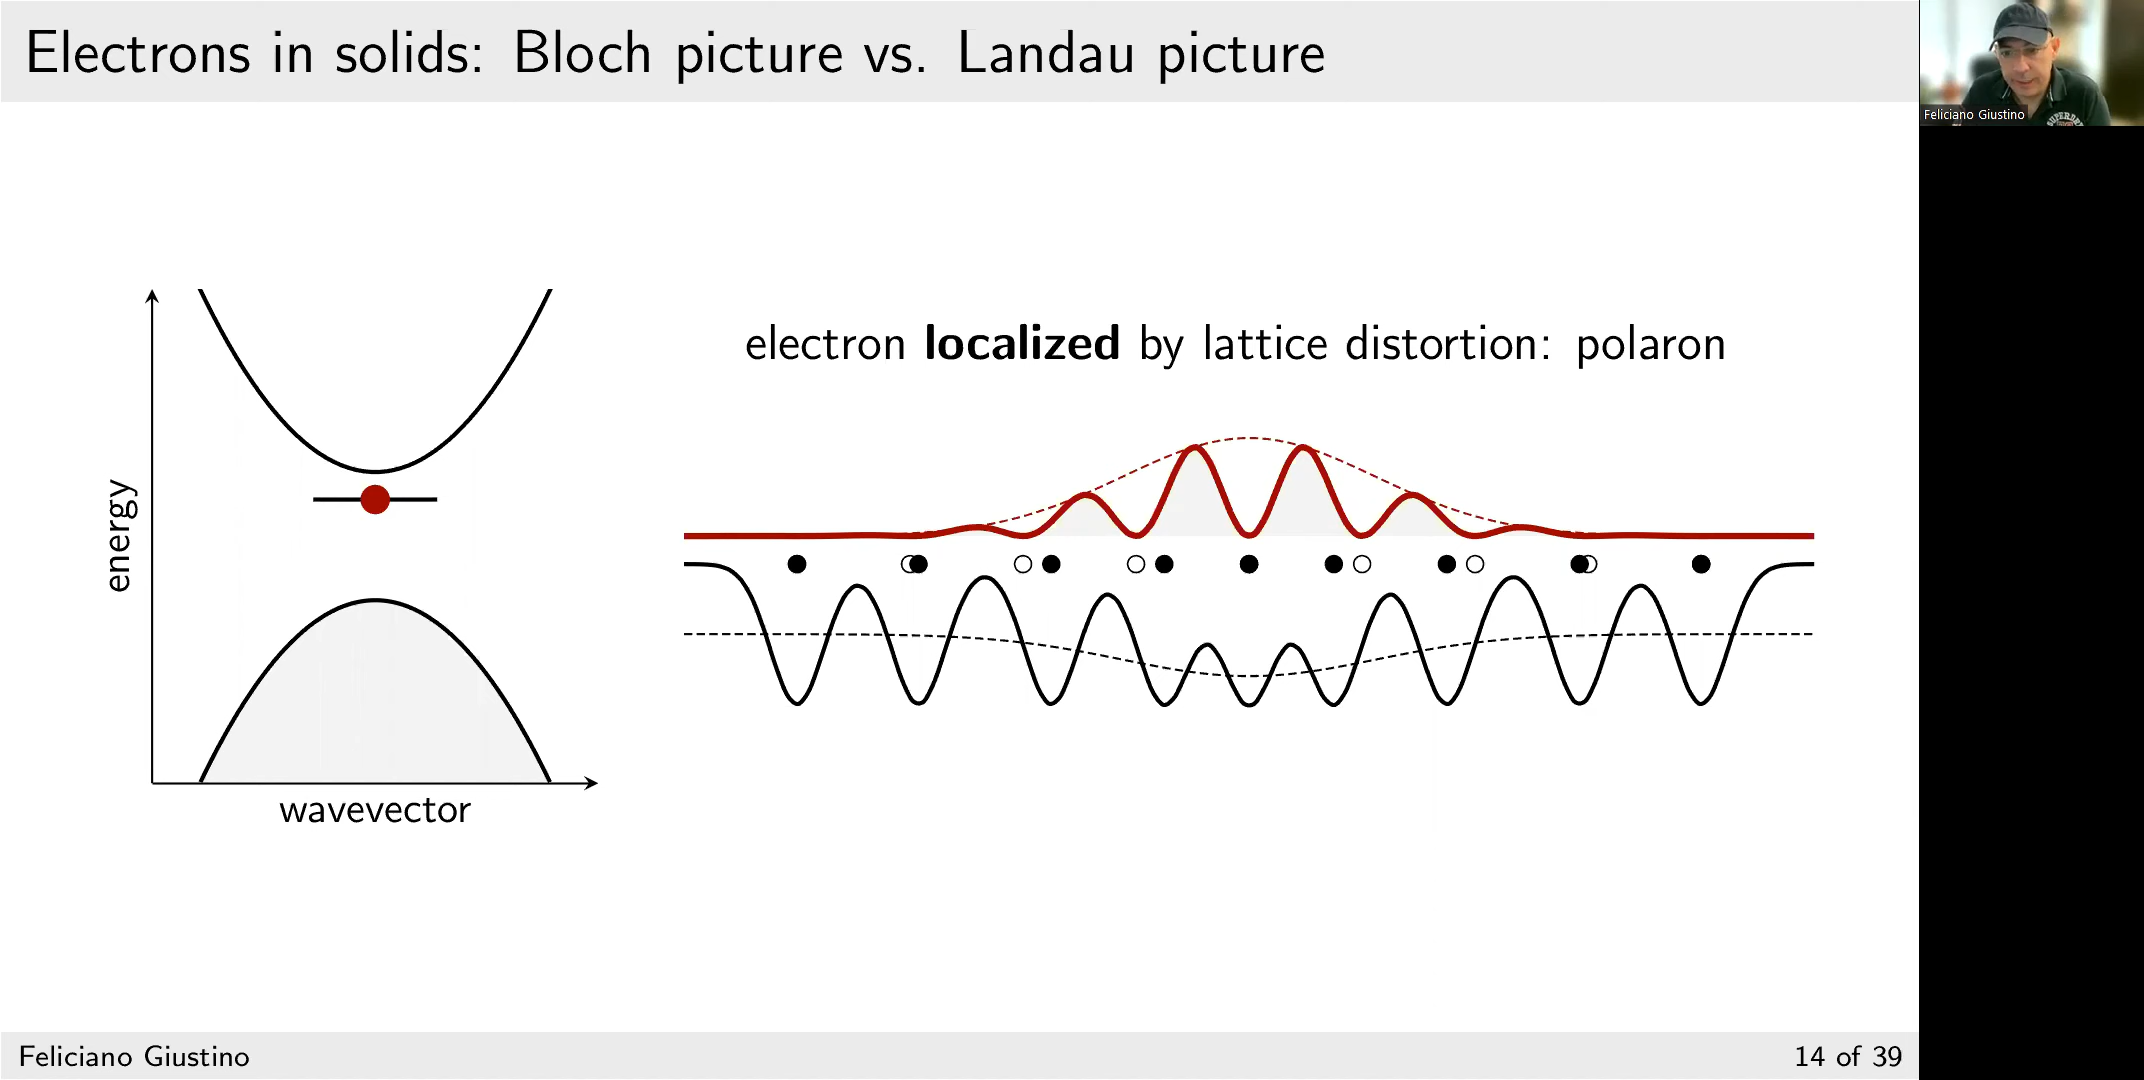 Electrons in solids: Bloch picture vs. Landau picture
Feliciano Giustino
SUPERDRY
electron localized by lattice distortion: polaron
energy
wavevector
Feliciano Giustino
14 of 39